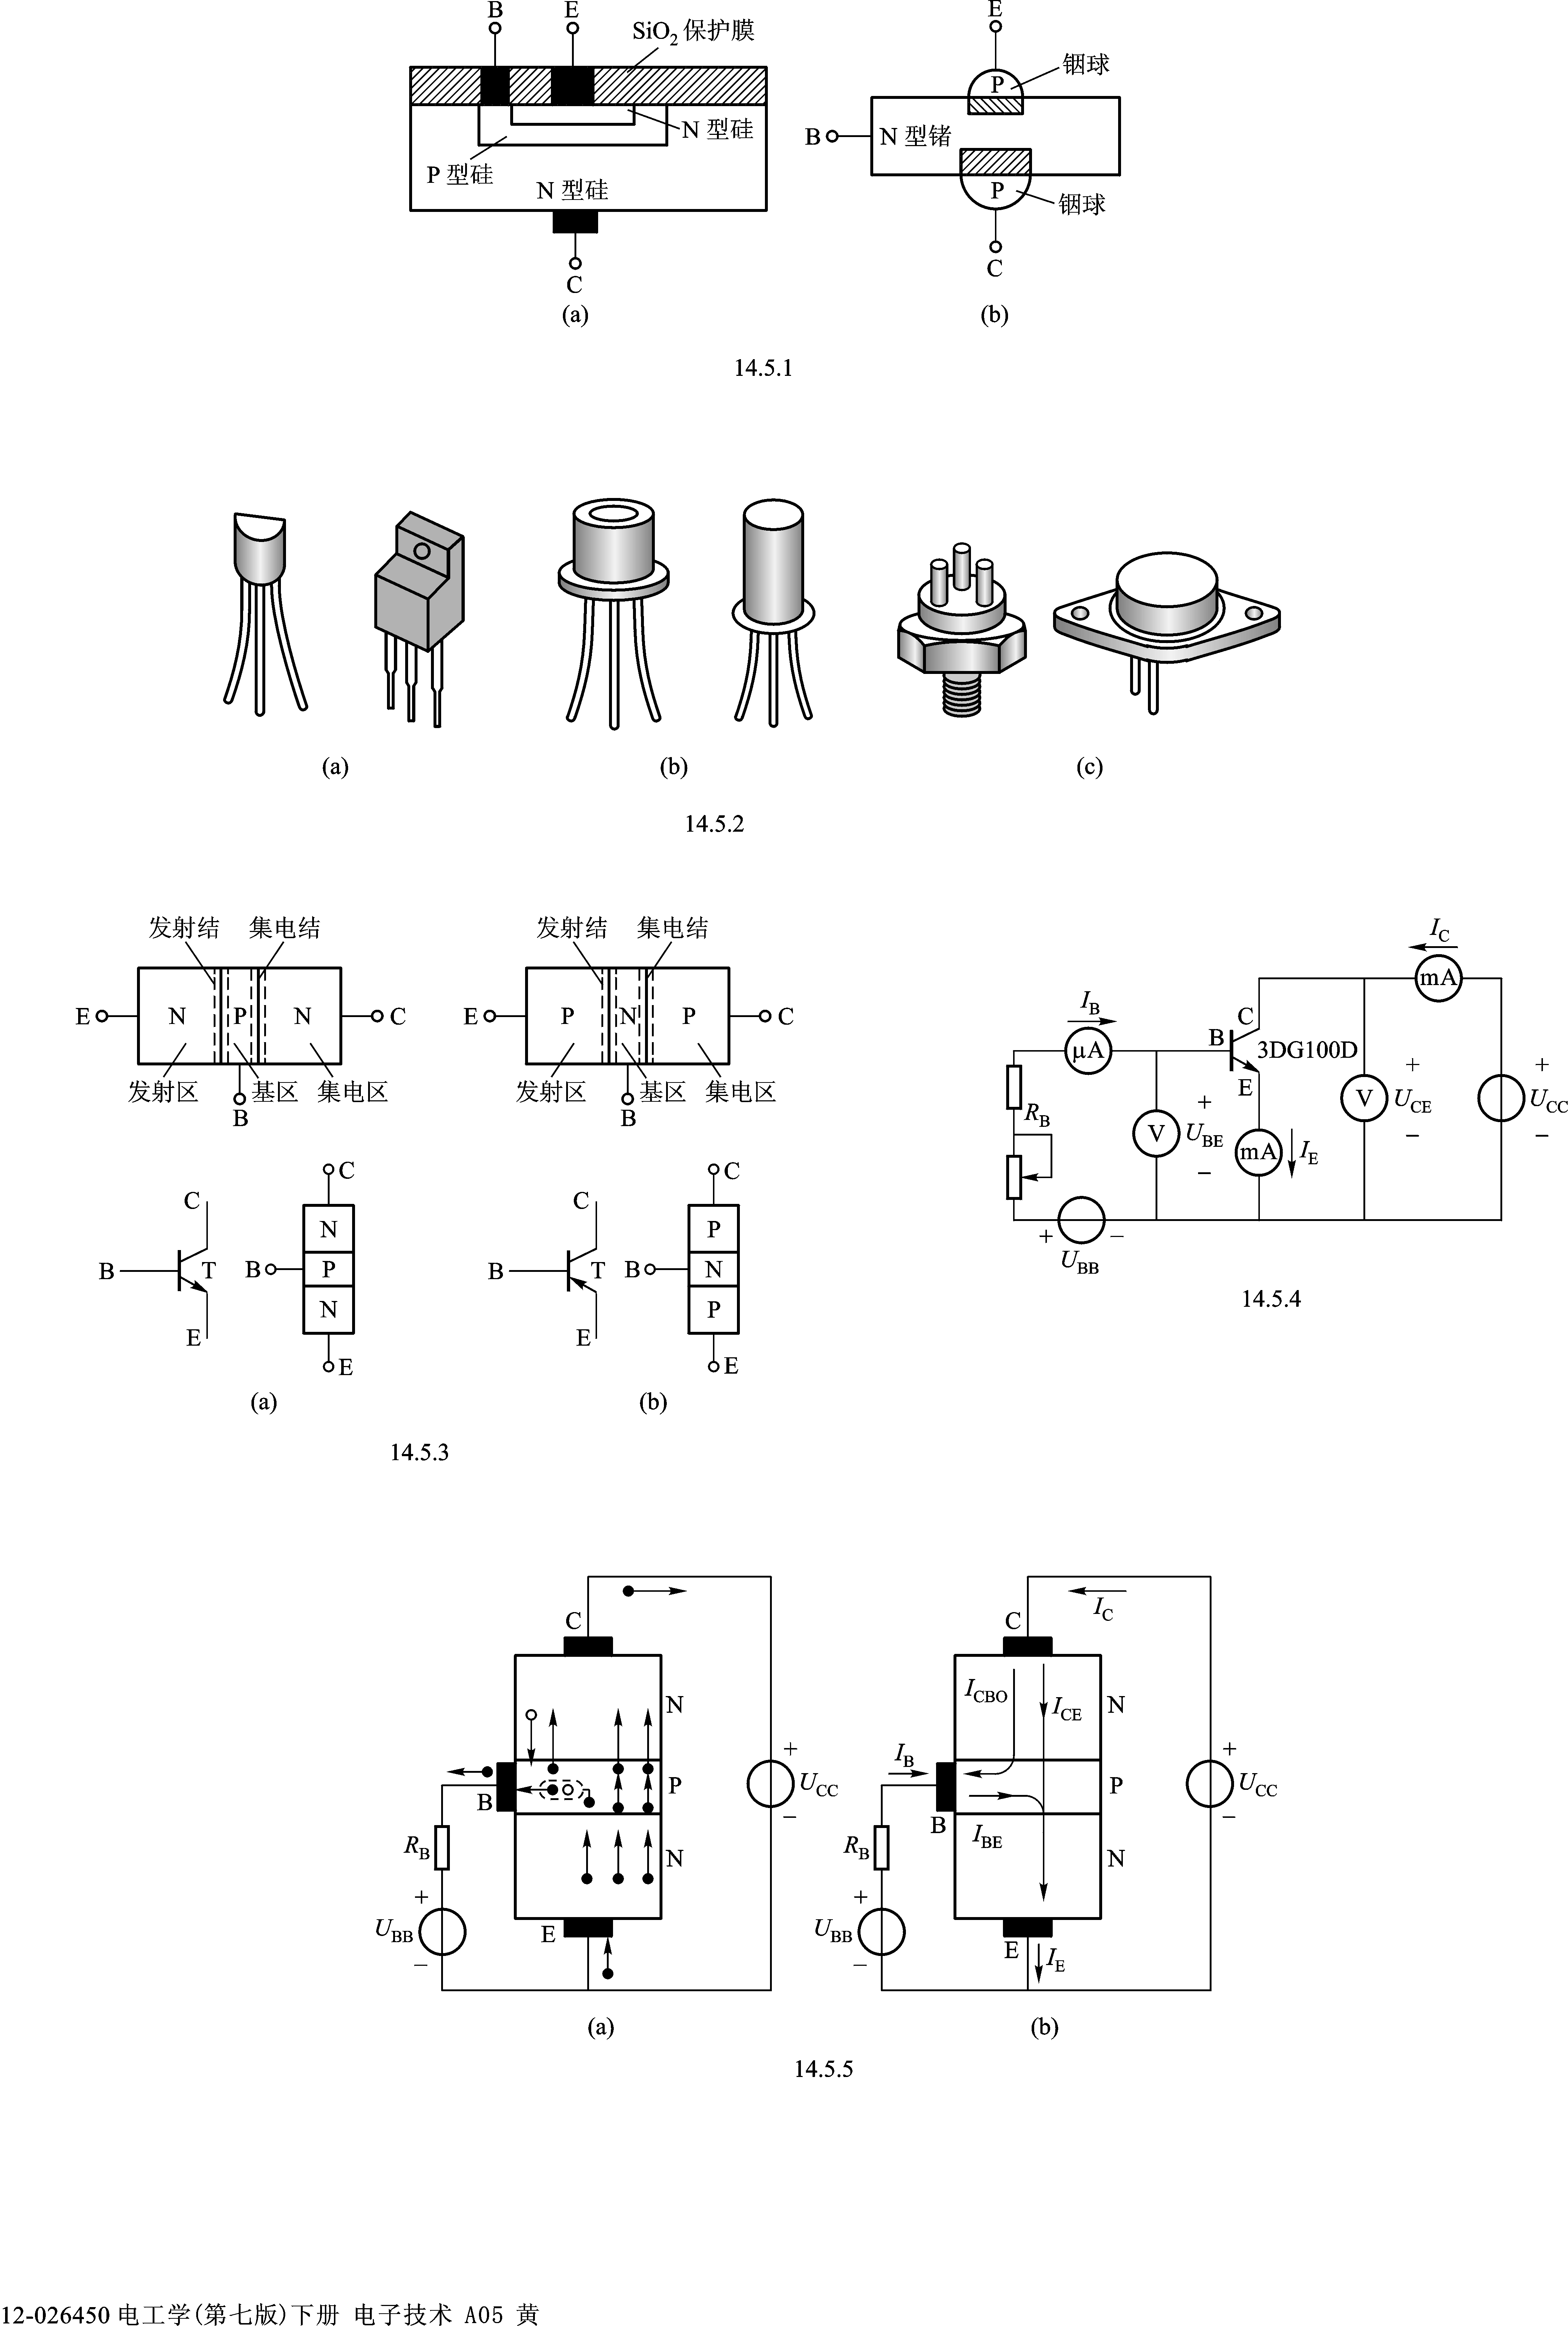 B E
SiO2 保护膜
N 型硅
P 型硅
N 型硅
C
(a)
E
铟球
P
B N 型锗
P
铟球
C
(b)
14.5.1
(a) (b) (c)
14.5.2
发射结 集电结
E N P N C
发射区 基区 集电区
B
C
B T
E
C
N
B P
N
E
(a)
发射结 集电结
E P N P C
发射区 基区 集电区
B
C
B T
E
C
P
B N
P
E
(b)
14.5.3
IC
mA
IB
μA
C
B 3DG100D
E
RB
V
+
UBE
−
mA
IE
V
+
UCE
−
+
UCC
−
+ −
UBB
14.5.4
C
N
P
B
N
RB
+
UBB
−
E
+
UCC
−
(a)
IC
C
ICBO
ICE
N
IB
P
B
IBE
N
RB
+
UBB
−
E
IE
+
UCC
−
(b)
14.5.5
12-026450 电工学(第七版)下册 电子技术 A05 黄